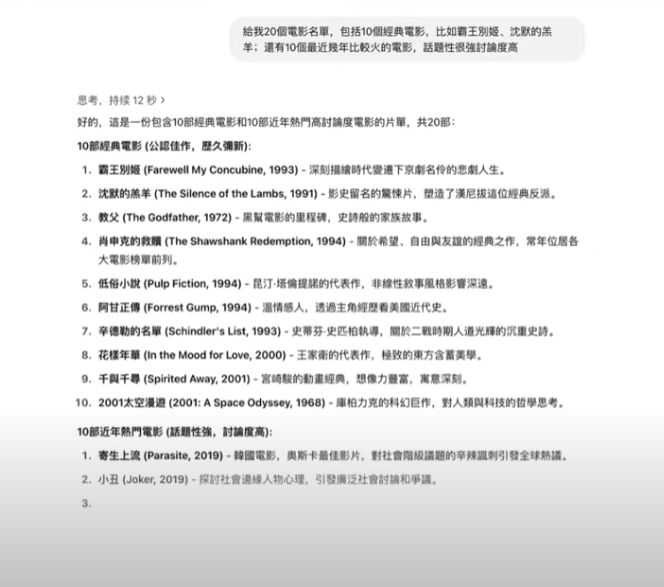 給我20個電影名單，包括10個經典電影，比如霸王別姬、沈默的羔
羊；還有10個最近幾年比較火的電影，話題性很強討論度高
思考，持续 12 秒 >
好的，這是一份包含10部經典電影和10部近年熱門高討論度電影的片單，共20部：
10部經典電影 (公認佳作，歷久彌新):
1. 霸王別姬 (Farewell My Concubine, 1993) - 深刻描繪時代變遷下京劇名伶的悲劇人生。
2. 沈默的羔羊 (The Silence of the Lambs, 1991) - 影史留名的驚悚片，塑造了漢尼拔這位經典反派。
3. 教父 (The Godfather, 1972) - 黑幫電影的里程碑，史詩般的家族故事。
4. 肖申克的救贖 (The Shawshank Redemption, 1994) - 關於希望、自由與友誼的經典之作，常年位居各
大電影榜單前列。
5. 低俗小說 (Pulp Fiction, 1994) - 昆汀·塔倫提諾的代表作，非線性敘事風格影響深遠。
6. 阿甘正傳 (Forrest Gump, 1994) - 溫情感人，透過主角經歷看美國近代史。
7. 辛德勒的名單 (Schindler's List, 1993) - 史蒂芬·史匹柏執導，關於二戰時期人道光輝的沉重史詩。
8. 花樣年華 (In the Mood for Love, 2000) - 王家衛的代表作，極致的東方含蓄美學。
9. 千與千尋 (Spirited Away, 2001) - 宮崎駿的動畫經典，想像力豐富，寓意深刻。
10. 2001太空漫遊 (2001: A Space Odyssey, 1968) - 庫柏力克的科幻巨作，對人類與科技的哲學思考。
10部近年熱門電影 (話題性強，討論度高):
1. 寄生上流 (Parasite, 2019) - 韓國電影，奧斯卡最佳影片，對社會階級議題的辛辣諷刺引發全球熱議。
2. 小丑 (Joker, 2019) - 探討社會邊緣人物心理，引發廣泛社會討論和爭議。
3.